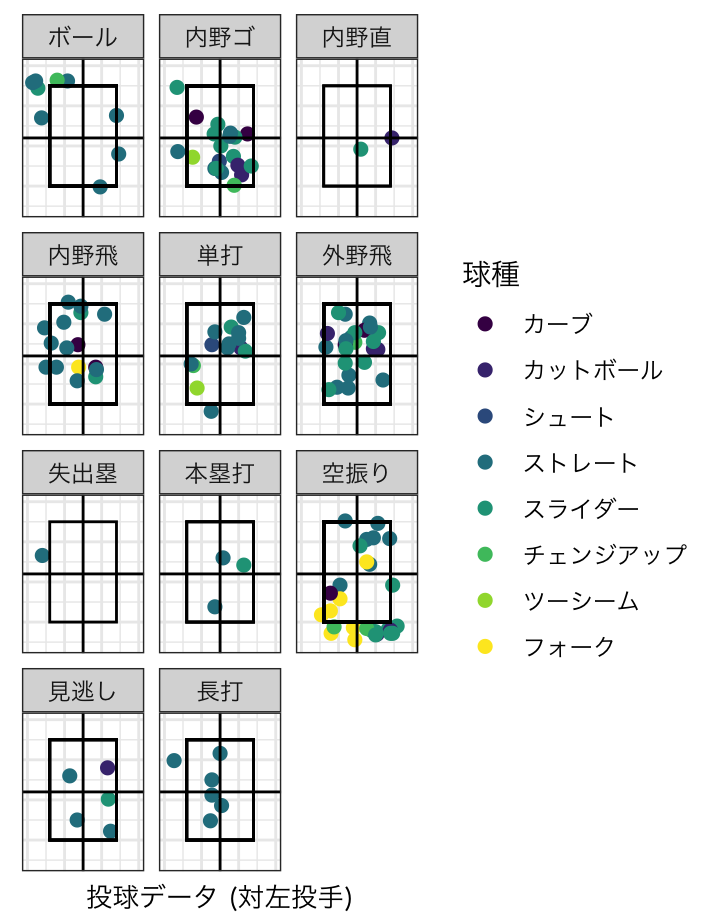 ボール
内野ゴ
内野直
内野飛
単打
外野飛
失出塁
本塁打
空振り
見逃し
長打
球種
カーブ
カットボール
シュート
ストレート
スライダー
チェンジアップ
ツーシーム
フォーク
投球データ (対左投手)